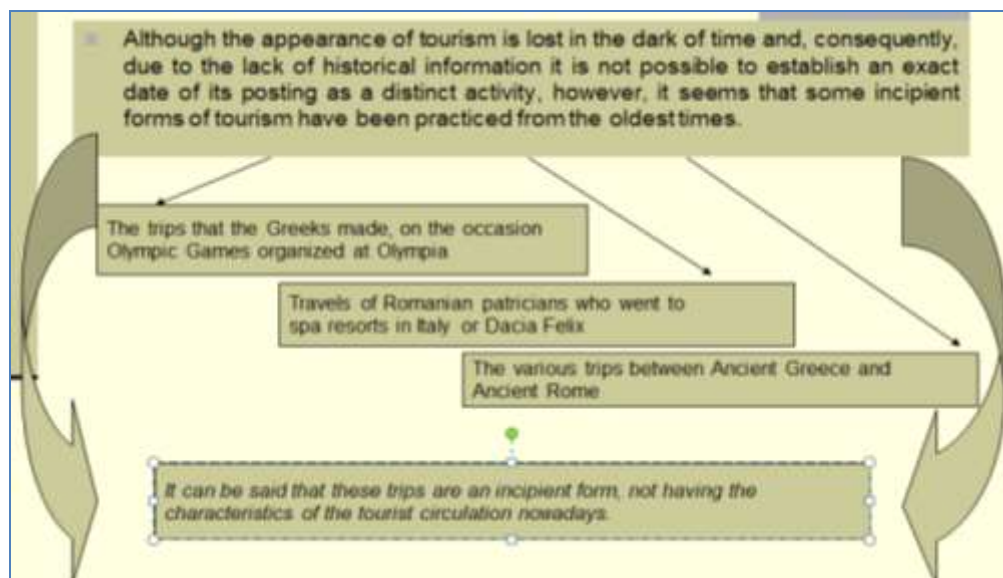 Although the appearance of tourism is lost in the dark of time and, consequently,
due to the lack of historical information it is not possible to establish an exact
date of its posting as a distinct activity, however, it seems that some incipient
forms of tourism have been practiced from the oldest times.
The trips that the Greeks made, on the occasion
Olympic Games organized at Olympia
Travels of Romanian patricians who went to
spa resorts in Italy or Dacia Felix
The various trips between Ancient Greece and
Ancient Rome
It can be said that these trips are an incipient form, not having the
characteristics of the tourist circulation nowadays.